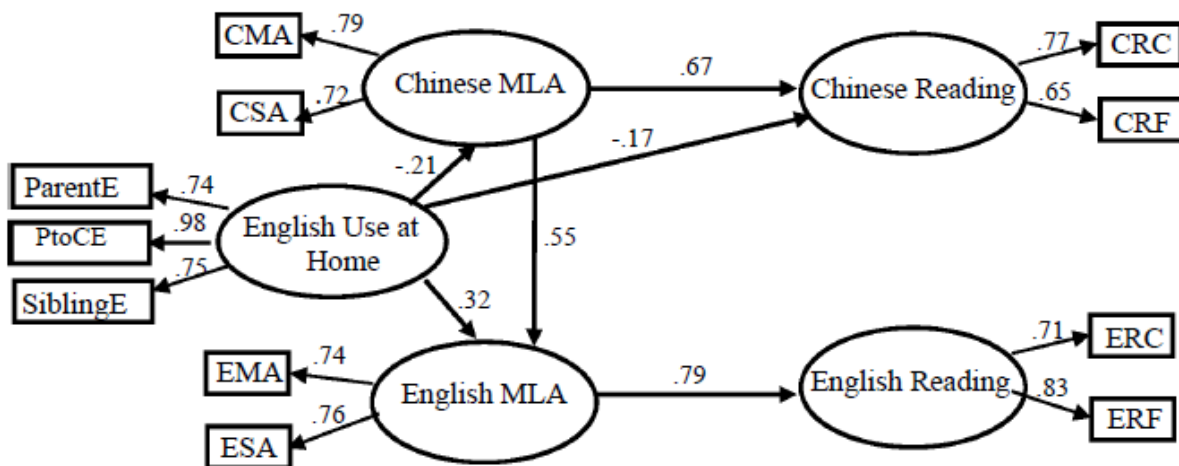 CMA
.79
CSA
.72
Chinese MLA
.67
Chinese Reading
.77
CRC
.65
CRF
-.21
-.17
ParentE
.74
PtoCE
.98
SiblingE
.75
English Use at
Home
.55
.32
EMA
.74
ESA
.76
English MLA
.79
English Reading
.71
ERC
.83
ERF